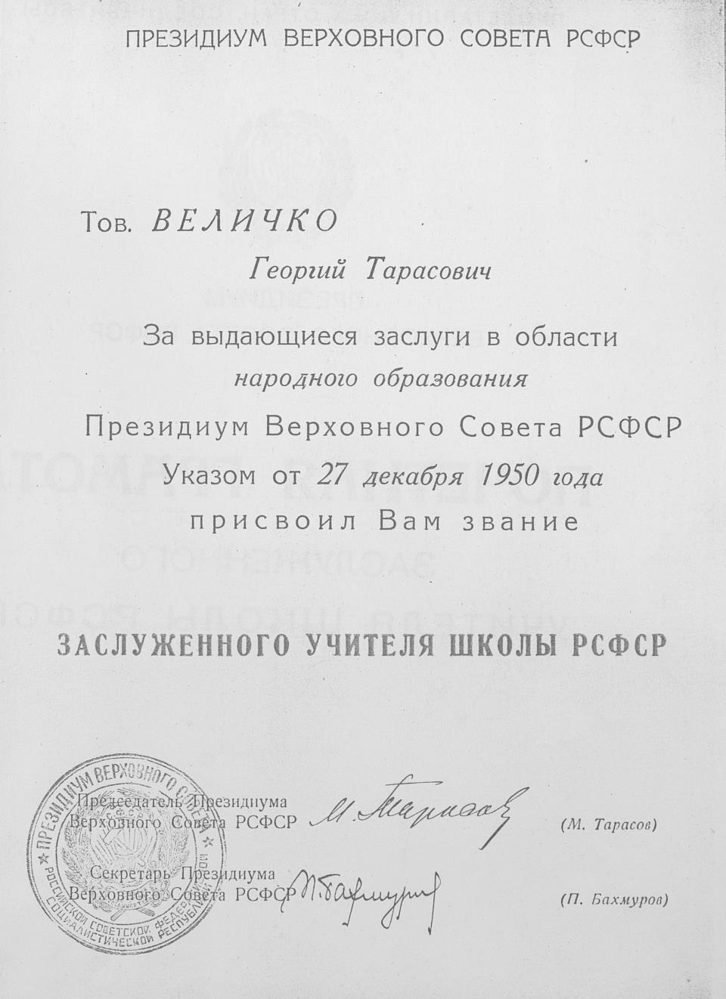 ПРЕЗИДИУМ ВЕРХОВНОГО СОВЕТА РСФСР
Тов. ВЕЛИЧКО
Георгий Тарасович
За выдающиеся заслуги в области
народного образования
Президиум Верховного Совета РСФСР
Указом от 27 декабря 1950 года
присвоил Вам звание
ЗАСЛУЖЕННОГО УЧИТЕЛЯ ШКОЛЫ РСФСР
Председатель Президиума
Верховного Совета РСФСР М. Тарасов (М. Тарасов)
Секретарь Президиума
Верховного Совета РСФСР П. Бахмуров (П. Бахмуров)
ПРЕЗИДИУМ ВЕРХОВНОГО СОВЕТА
РОССИЙСКОЙ СОВЕТСКОЙ ФЕДЕРАТИВНОЙ
СОЦИАЛИСТИЧЕСКОЙ РЕСПУБЛИКИ